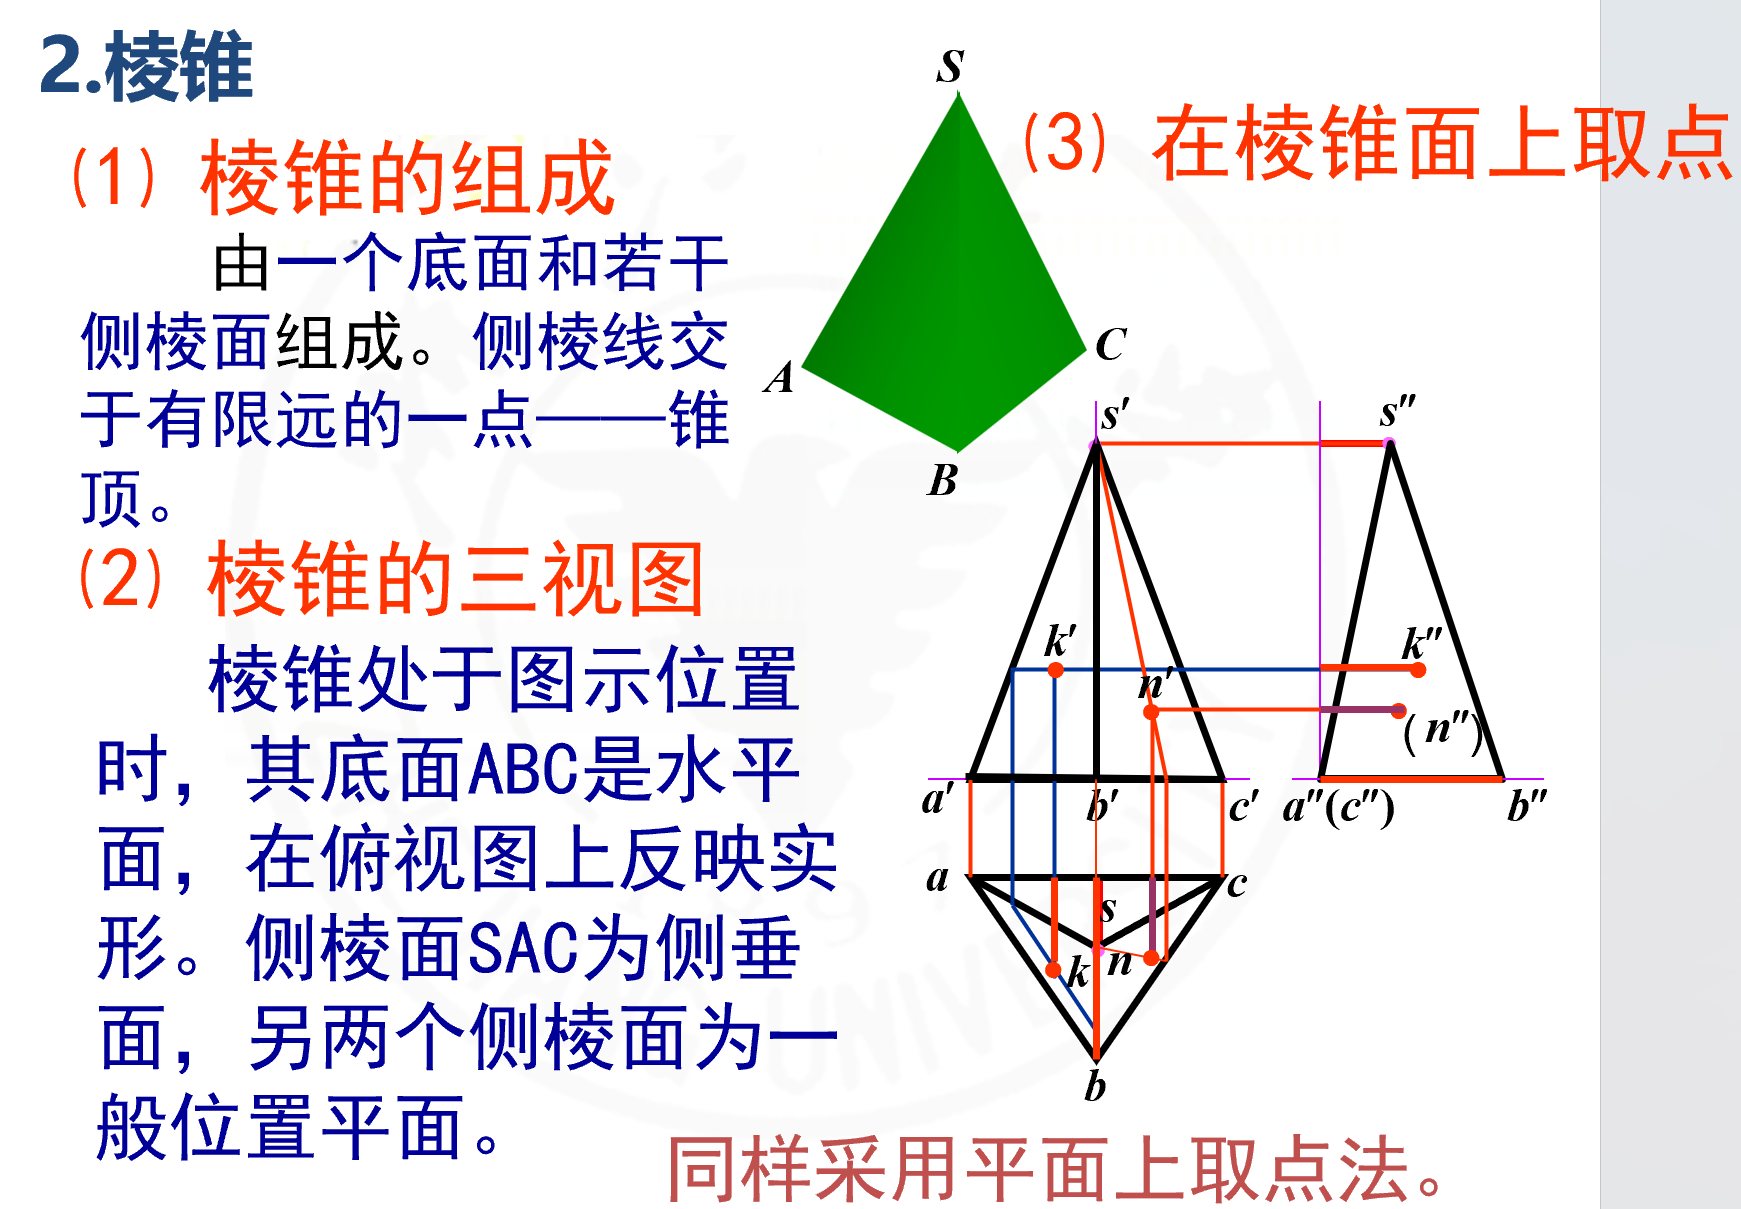 2.棱锥
(1) 棱锥的组成
由一个底面和若干
侧棱面组成。侧棱线交
于有限远的一点——锥
顶。
(2) 棱锥的三视图
棱锥处于图示位置
时，其底面ABC是水平
面，在俯视图上反映实
形。侧棱面SAC为侧垂
面，另两个侧棱面为一
般位置平面。
(3) 在棱锥面上取点
S
A
C
B
s′
s″
k′
k″
n′
(n″)
a′
b′
c′
a″(c″)
b″
a
c
s
k
n
b
同样采用平面上取点法。